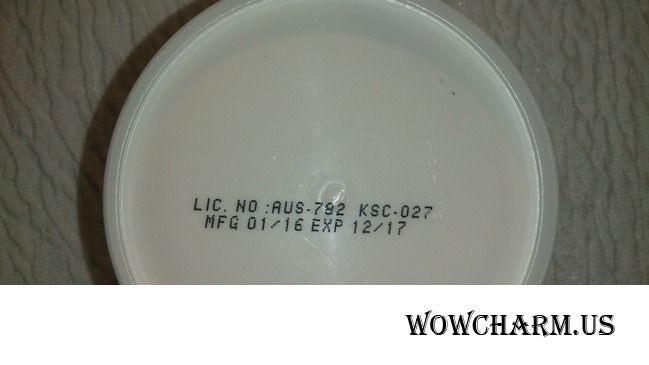 LIC. NO :AUS-792 KSC-027
MFG 01/16 EXP 12/17
WOWCHARM.US